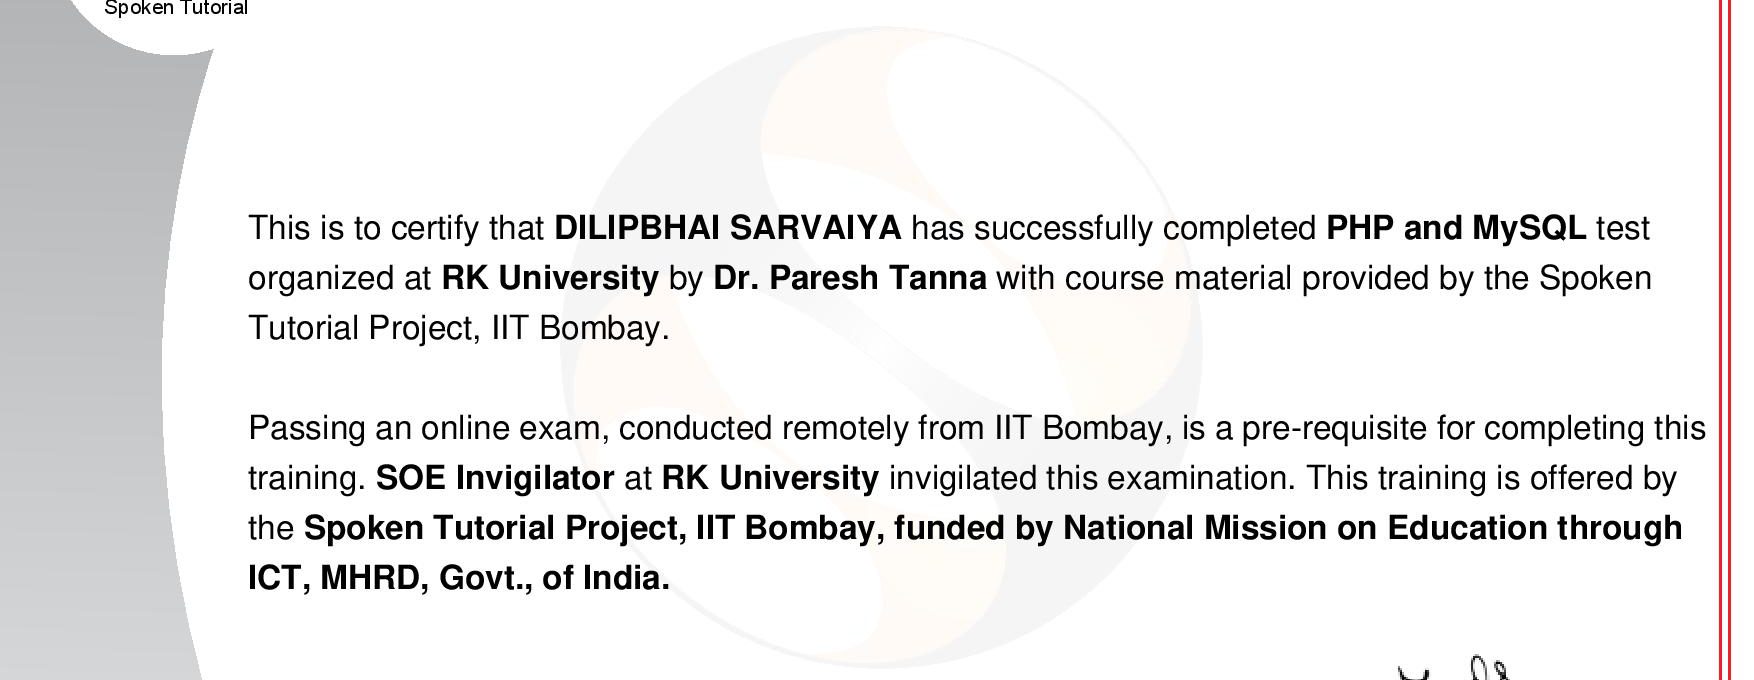 Spoken Tutorial
This is to certify that DILIPBHAI SARVAIYA has successfully completed PHP and MySQL test
organized at RK University by Dr. Paresh Tanna with course material provided by the Spoken
Tutorial Project, IIT Bombay.
Passing an online exam, conducted remotely from IIT Bombay, is a pre-requisite for completing this
training. SOE Invigilator at RK University invigilated this examination. This training is offered by
the Spoken Tutorial Project, IIT Bombay, funded by National Mission on Education through
ICT, MHRD, Govt., of India.